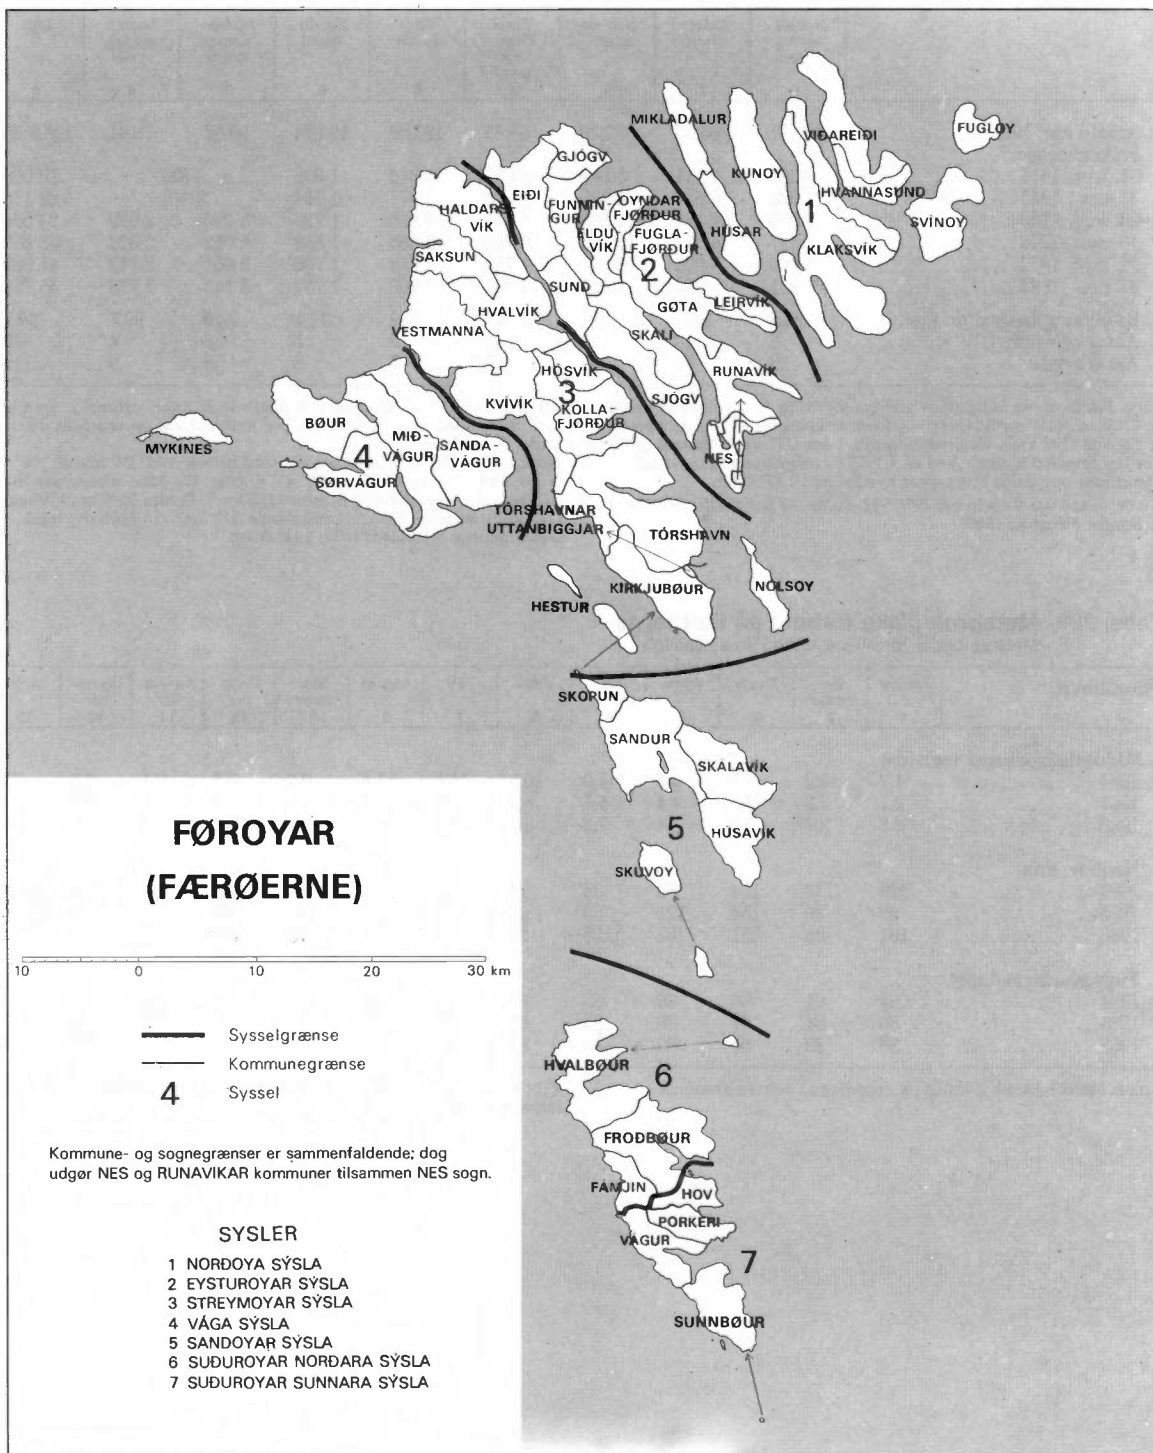 MIKLADALUR
VIÐAREIÐI
FUGLOY
GJÓGV
KUNOY
EIÐI
OYNDAR-
FJØRÐUR
HVANNASUND
HALDARS-
VÍK
FUNNIN-
GUR
1
SVÍNOY
ELDU-
VÍK
FUGLA-
FJØRÐUR
HÚSAR
KLAKSVÍK
SAKSUN
2
SUND
LEIRVÍK
GØTA
HVALVÍK
VESTMANNA
SKÁLI
HÓSVÍK
RUNAVÍK
3
KVÍVÍK
SJÓGV
KOLLA-
FJØRÐUR
BØUR
MIÐ-
VÁGUR
SANDA-
VÁGUR
MYKINES
4
NES
SØRVÁGUR
TÓRSHAVNAR
UTTANBIGGJAR
TÓRSHAVN
KIRKJUBØUR
NÓLSOY
HESTUR
SKOPUN
SANDUR
SKÁLAVÍK
5
HÚSAVÍK
SKÚVOY
FØROYAR
(FÆRØERNE)
10 0 10 20 30 km
Sysselgrænse
Kommunegrænse
4 Syssel
HVALBØUR
6
FROÐBØUR
FÁMJIN
HOV
PORKERI
VÁGUR
7
SUNNBØUR
Kommune- og sognegrænser er sammenfaldende; dog
udgør NES og RUNAVIKAR kommuner tilsammen NES sogn.
SYSLER
1 NORÐOYA SÝSLA
2 EYSTUROYAR SÝSLA
3 STREYMOYAR SÝSLA
4 VÁGA SÝSLA
5 SANDOYAR SÝSLA
6 SUÐUROYAR NORÐARA SÝSLA
7 SUÐUROYAR SUNNARA SÝSLA